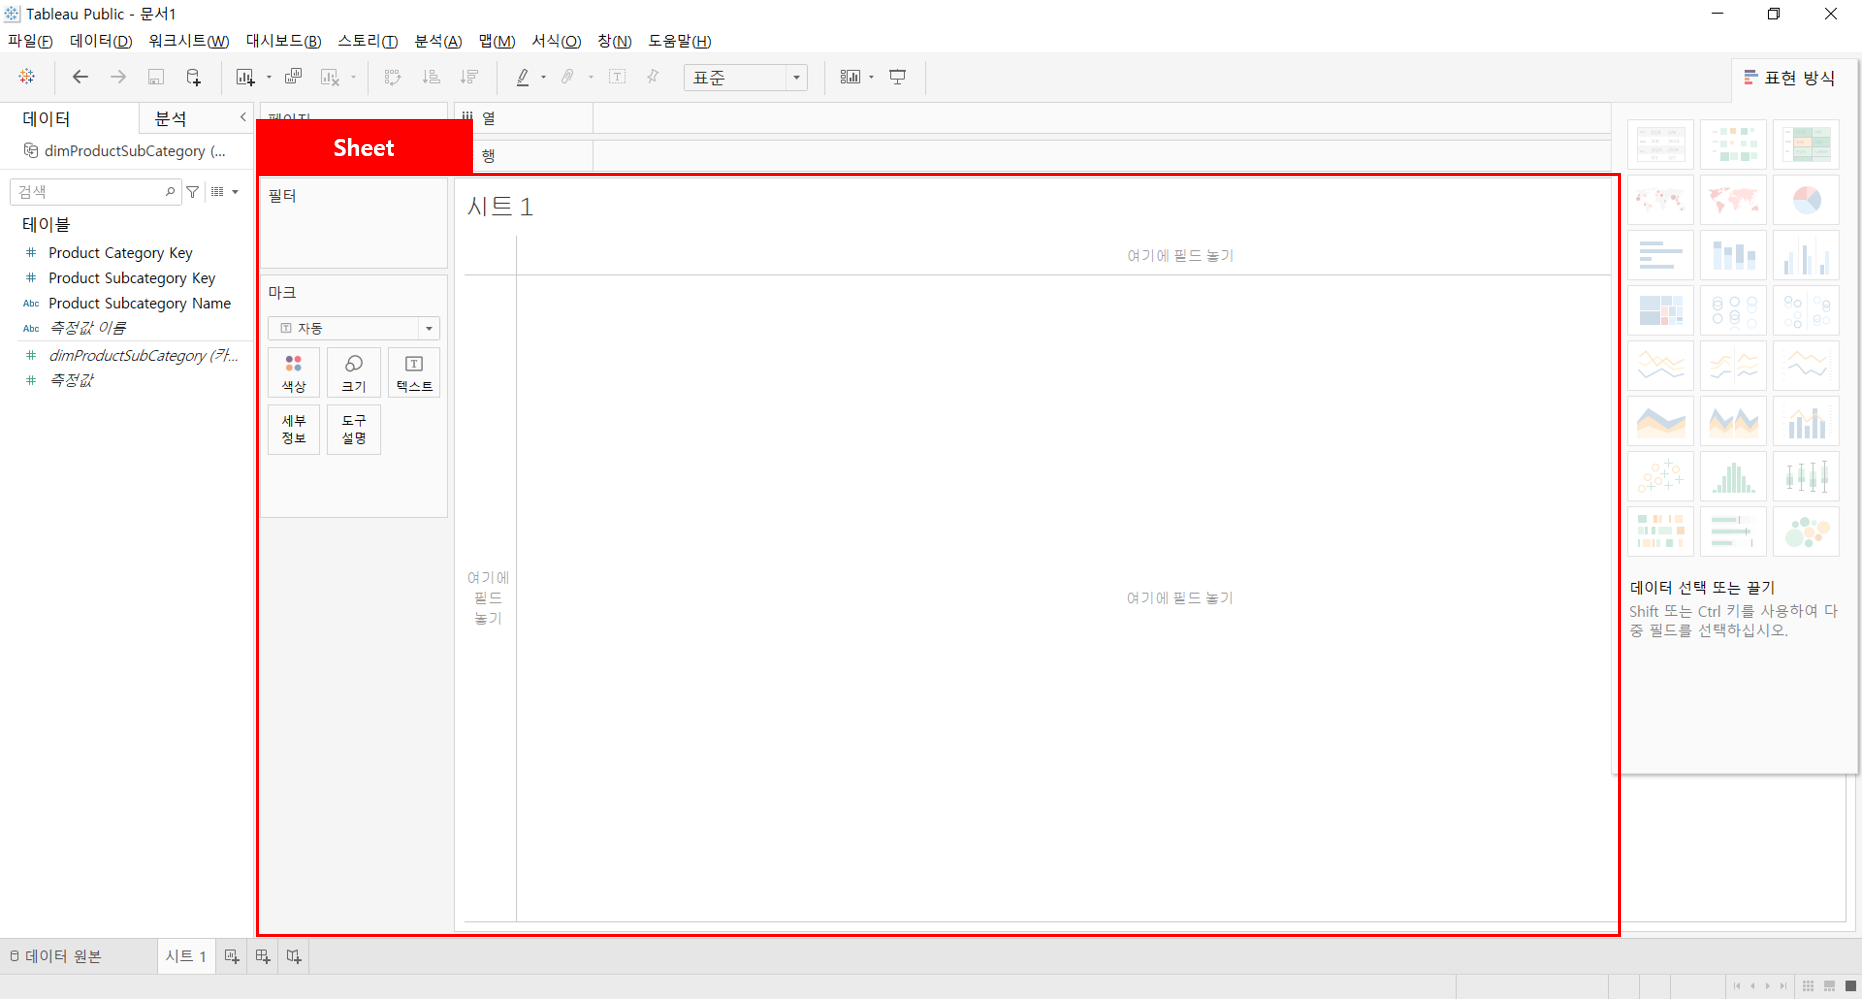 Tableau Public - 문서1
파일(F) 데이터(D) 워크시트(W) 대시보드(B) 스토리(T) 분석(A) 맵(M) 서식(O) 창(N) 도움말(H)
표준
표현 방식
데이터
분석
페이지
열
Sheet
행
dimProductSubCategory (...
검색
테이블
# Product Category Key
# Product Subcategory Key
Abc Product Subcategory Name
Abc 측정값 이름
# dimProductSubCategory (카...
# 측정값
필터
마크
자동
색상
크기
텍스트
세부
정보
도구
설명
시트 1
여기에 필드 놓기
여기에
필드
놓기
여기에 필드 놓기
데이터 선택 또는 끌기
Shift 또는 Ctrl 키를 사용하여 다
중 필드를 선택하십시오.
데이터 원본
시트 1